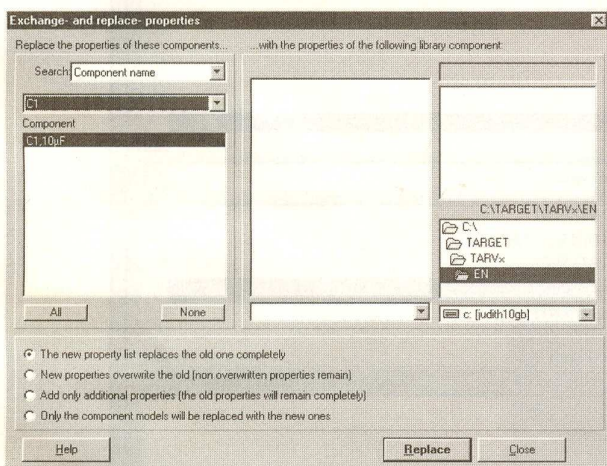 Exchange- and replace- properties
Replace the properties of these components...
...with the properties of the following library component:
Search: Component name
C1
Component
C1,10µF
All
None
C:\TARGET\TARVx\EN
C:\
TARGET
TARVx
EN
c: [judith10gb]
The new property list replaces the old one completely
New properties overwrite the old (non overwritten properties remain)
Add only additional properties (the old properties will remain completely)
Only the component models will be replaced with the new ones
Help
Replace
Close